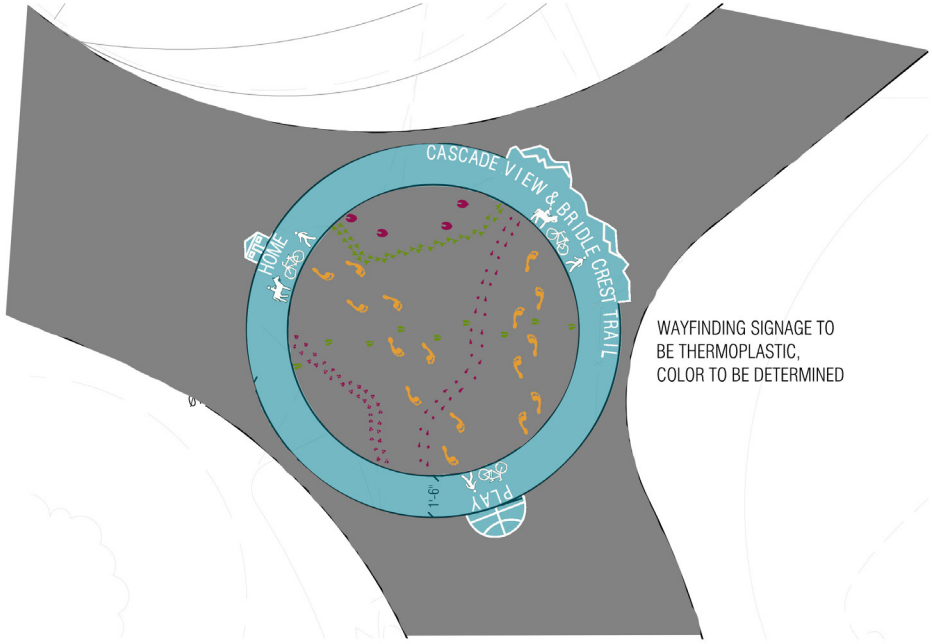 CASCADE VIEW & BRIDLE CREST TRAIL
HOME
WAYFINDING SIGNAGE TO
BE THERMOPLASTIC,
COLOR TO BE DETERMINED
1'-6"
PLAY